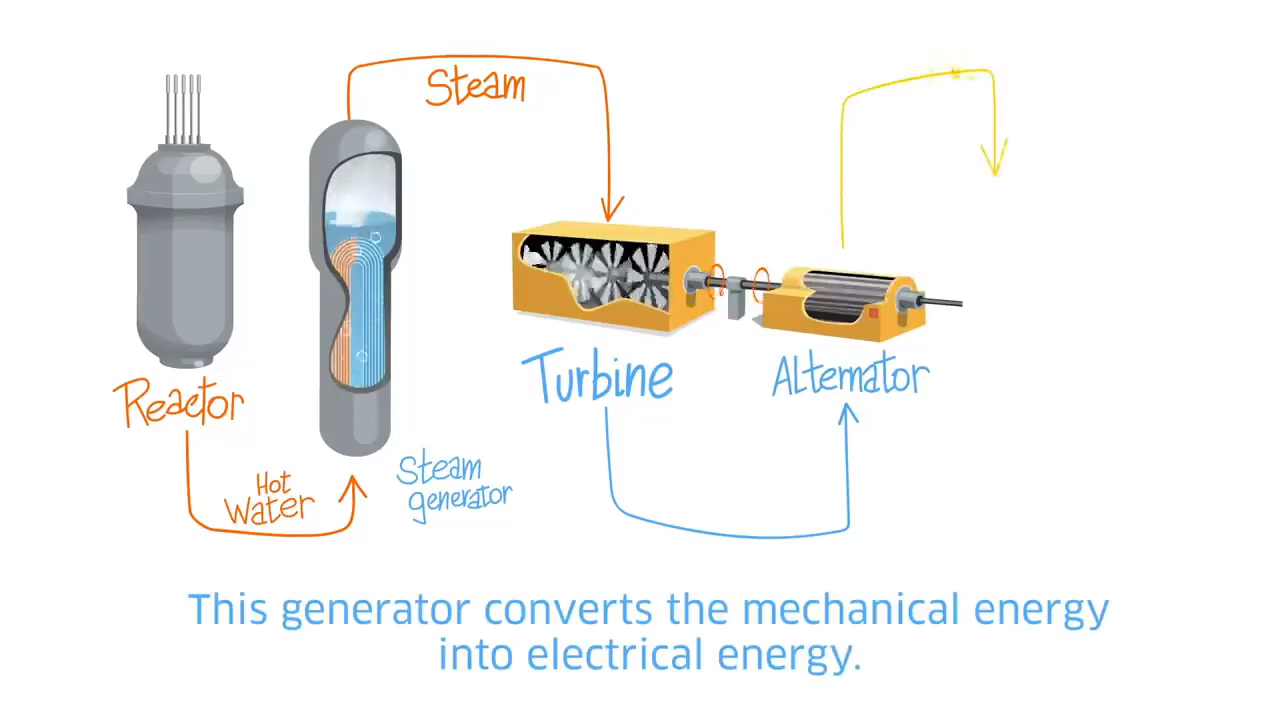 Steam
Turbine
Alternator
Reactor
Hot
Water
Steam
generator
This generator converts the mechanical energy
into electrical energy.